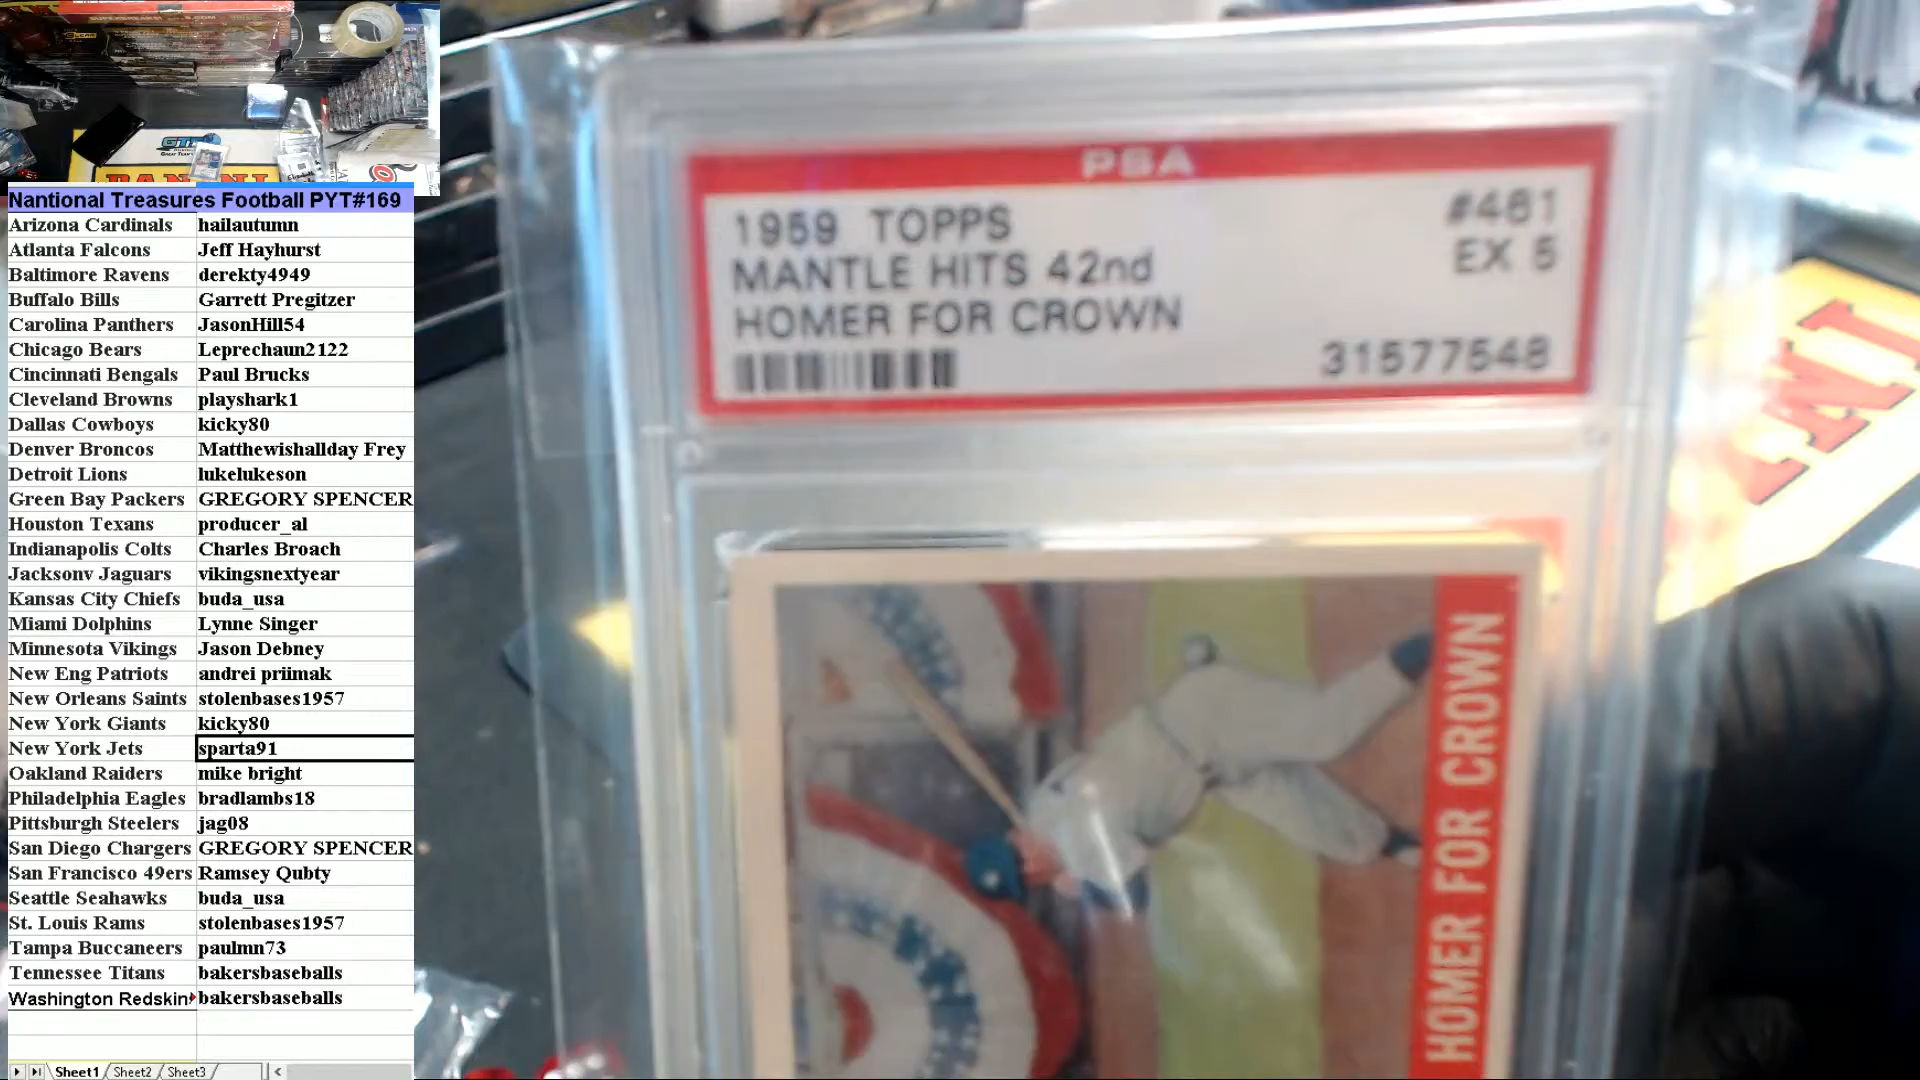 Nantional Treasures Football PYT#169
Arizona Cardinals hailautumn
Atlanta Falcons Jeff Hayhurst
Baltimore Ravens derekty4949
Buffalo Bills Garrett Pregitzer
Carolina Panthers JasonHill54
Chicago Bears Leprechaun2122
Cincinnati Bengals Paul Brucks
Cleveland Browns playshark1
Dallas Cowboys kicky80
Denver Broncos Matthewishallday Frey
Detroit Lions lukelukeson
Green Bay Packers GREGORY SPENCER
Houston Texans producer_al
Indianapolis Colts Charles Broach
Jacksonv Jaguars vikingsnextyear
Kansas City Chiefs buda_usa
Miami Dolphins Lynne Singer
Minnesota Vikings Jason Debney
New Eng Patriots andrei priimak
New Orleans Saints stolenbases1957
New York Giants kicky80
New York Jets sparta91
Oakland Raiders mike bright
Philadelphia Eagles bradlambs18
Pittsburgh Steelers jag08
San Diego Chargers GREGORY SPENCER
San Francisco 49ers Ramsey Qubty
Seattle Seahawks buda_usa
St. Louis Rams stolenbases1957
Tampa Buccaneers paulmn73
Tennessee Titans bakersbaseballs
Washington Redskin bakersbaseballs
Sheet1 Sheet2 Sheet3
PSA
1959 TOPPS #461
MANTLE HITS 42nd EX 5
HOMER FOR CROWN
31577548
HOMER FOR CROWN